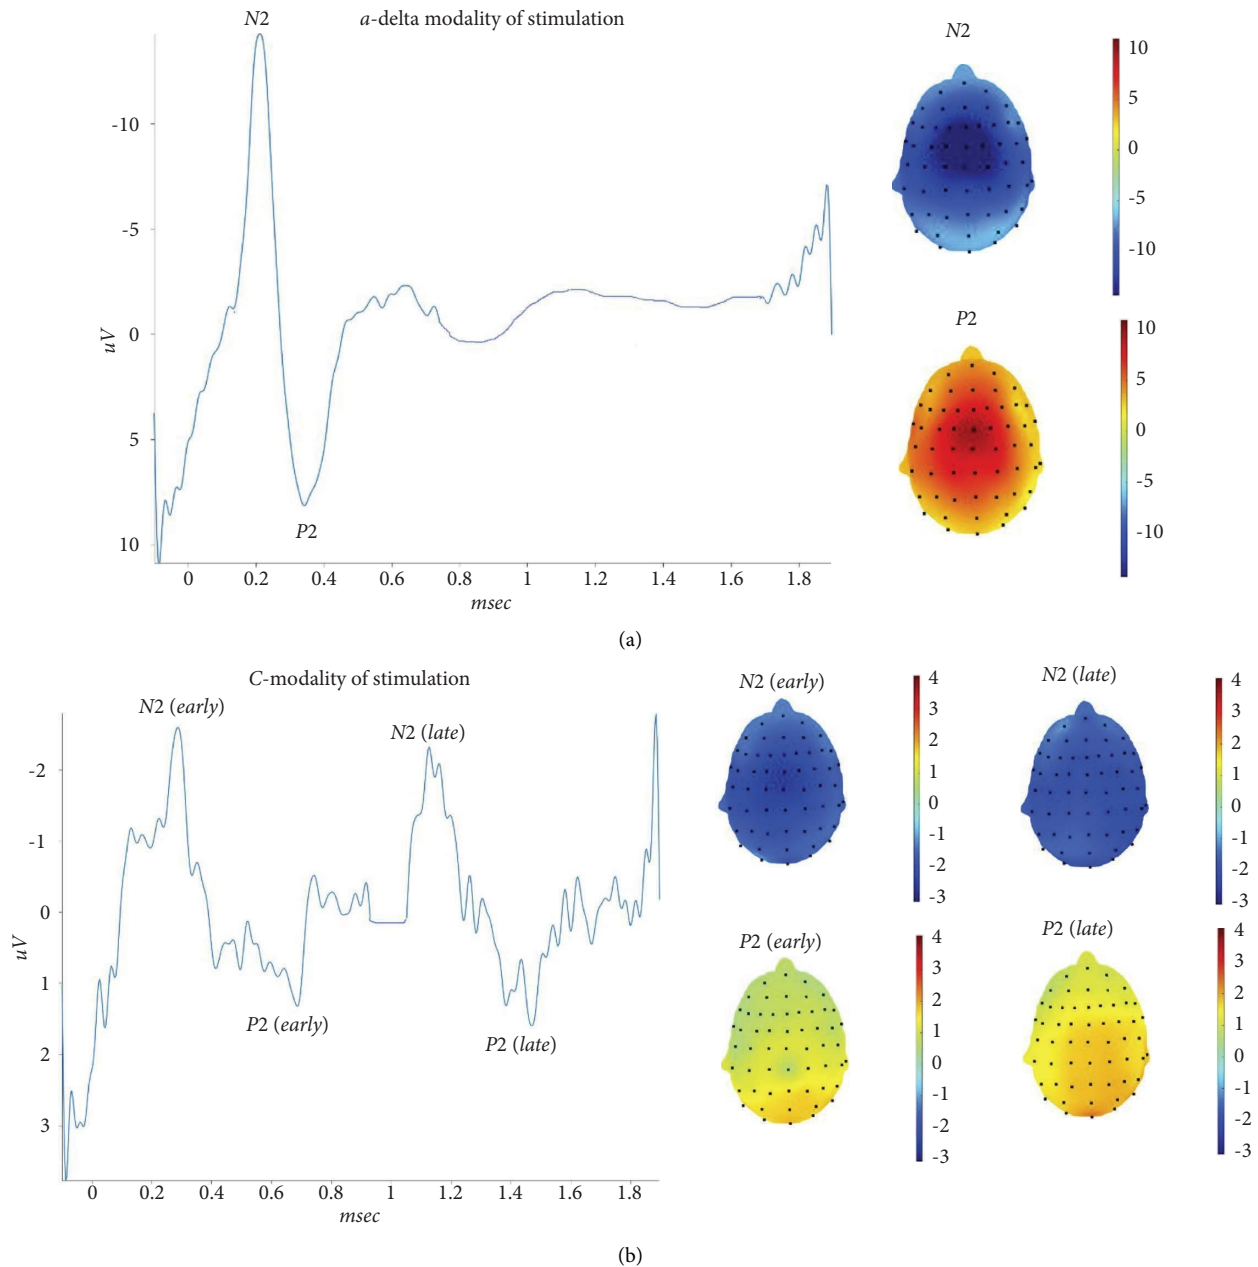 N2
a-delta modality of stimulation
-10
-5
0
5
10
uV
P2
0 0.2 0.4 0.6 0.8 1 1.2 1.4 1.6 1.8
msec
N2
10
5
0
-5
-10
P2
10
5
0
-5
-10
(a)
C-modality of stimulation
N2 (early)
N2 (late)
-2
-1
0
1
2
3
uV
P2 (early)
P2 (late)
0 0.2 0.4 0.6 0.8 1 1.2 1.4 1.6 1.8
msec
N2 (early)
4
3
2
1
0
-1
-2
-3
N2 (late)
4
3
2
1
0
-1
-2
-3
P2 (early)
4
3
2
1
0
-1
-2
-3
P2 (late)
4
3
2
1
0
-1
-2
-3
(b)